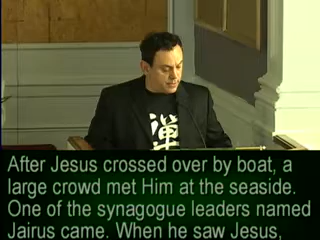 After Jesus crossed over by boat, a
large crowd met Him at the seaside.
One of the synagogue leaders named
Jairus came. When he saw Jesus,